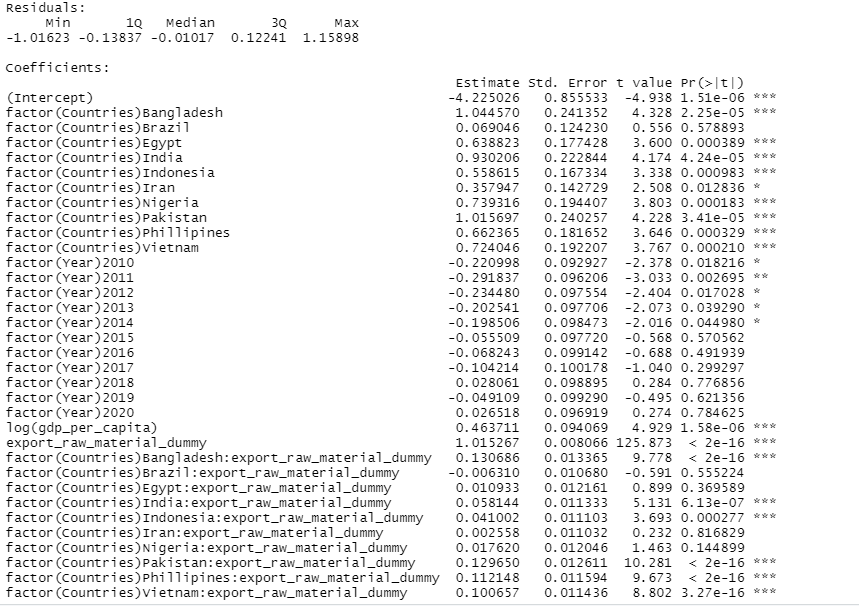 Residuals:
     Min       1Q   Median       3Q      Max
-1.01623 -0.13837 -0.01017  0.12241  1.15898
Coefficients:
Estimate Std. Error t value Pr(>|t|)
(Intercept) -4.225026 0.855533 -4.938 1.51e-06 ***
factor(Countries)Bangladesh 1.044570 0.241352 4.328 2.25e-05 ***
factor(Countries)Brazil 0.069046 0.124230 0.556 0.578893
factor(Countries)Egypt 0.638823 0.177428 3.600 0.000389 ***
factor(Countries)India 0.930206 0.222844 4.174 4.24e-05 ***
factor(Countries)Indonesia 0.558615 0.167334 3.338 0.000983 ***
factor(Countries)Iran 0.357947 0.142729 2.508 0.012836 *
factor(Countries)Nigeria 0.739316 0.194407 3.803 0.000183 ***
factor(Countries)Pakistan 1.015697 0.240257 4.228 3.41e-05 ***
factor(Countries)Phillipines 0.662365 0.181652 3.646 0.000329 ***
factor(Countries)Vietnam 0.724046 0.192207 3.767 0.000210 ***
factor(Year)2010 -0.220998 0.092927 -2.378 0.018216 *
factor(Year)2011 -0.291837 0.096206 -3.033 0.002695 **
factor(Year)2012 -0.234480 0.097554 -2.404 0.017028 *
factor(Year)2013 -0.202541 0.097706 -2.073 0.039290 *
factor(Year)2014 -0.198506 0.098473 -2.016 0.044980 *
factor(Year)2015 -0.055509 0.097720 -0.568 0.570562
factor(Year)2016 -0.068243 0.099142 -0.688 0.491939
factor(Year)2017 -0.104214 0.100178 -1.040 0.299297
factor(Year)2018 0.028061 0.098895 0.284 0.776856
factor(Year)2019 -0.049109 0.099290 -0.495 0.621356
factor(Year)2020 0.026518 0.096919 0.274 0.784625
log(gdp_per_capita) 0.463711 0.094069 4.929 1.58e-06 ***
export_raw_material_dummy 1.015267 0.008066 125.873 < 2e-16 ***
factor(Countries)Bangladesh:export_raw_material_dummy 0.130686 0.013365 9.778 < 2e-16 ***
factor(Countries)Brazil:export_raw_material_dummy -0.006310 0.010680 -0.591 0.555224
factor(Countries)Egypt:export_raw_material_dummy 0.010933 0.012161 0.899 0.369589
factor(Countries)India:export_raw_material_dummy 0.058144 0.011333 5.131 6.13e-07 ***
factor(Countries)Indonesia:export_raw_material_dummy 0.041002 0.011103 3.693 0.000277 ***
factor(Countries)Iran:export_raw_material_dummy 0.002558 0.011032 0.232 0.816829
factor(Countries)Nigeria:export_raw_material_dummy 0.017620 0.012046 1.463 0.144899
factor(Countries)Pakistan:export_raw_material_dummy 0.129650 0.012611 10.281 < 2e-16 ***
factor(Countries)Phillipines:export_raw_material_dummy 0.112148 0.011594 9.673 < 2e-16 ***
factor(Countries)Vietnam:export_raw_material_dummy 0.100657 0.011436 8.802 3.27e-16 ***